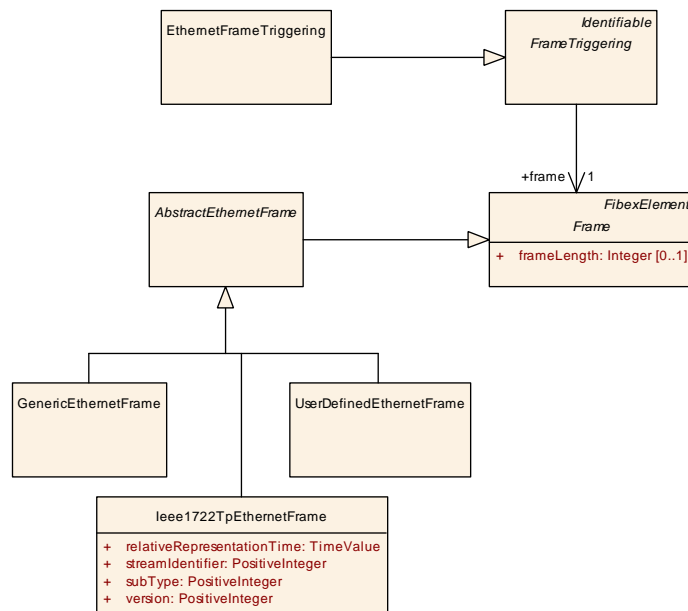 EthernetFrameTriggering
Identifiable
FrameTriggering
+frame 1
AbstractEthernetFrame
FibexElement
Frame
+ frameLength: Integer [0..1]
GenericEthernetFrame
UserDefinedEthernetFrame
Ieee1722TpEthernetFrame
+ relativeRepresentationTime: TimeValue
+ streamIdentifier: PositiveInteger
+ subType: PositiveInteger
+ version: PositiveInteger